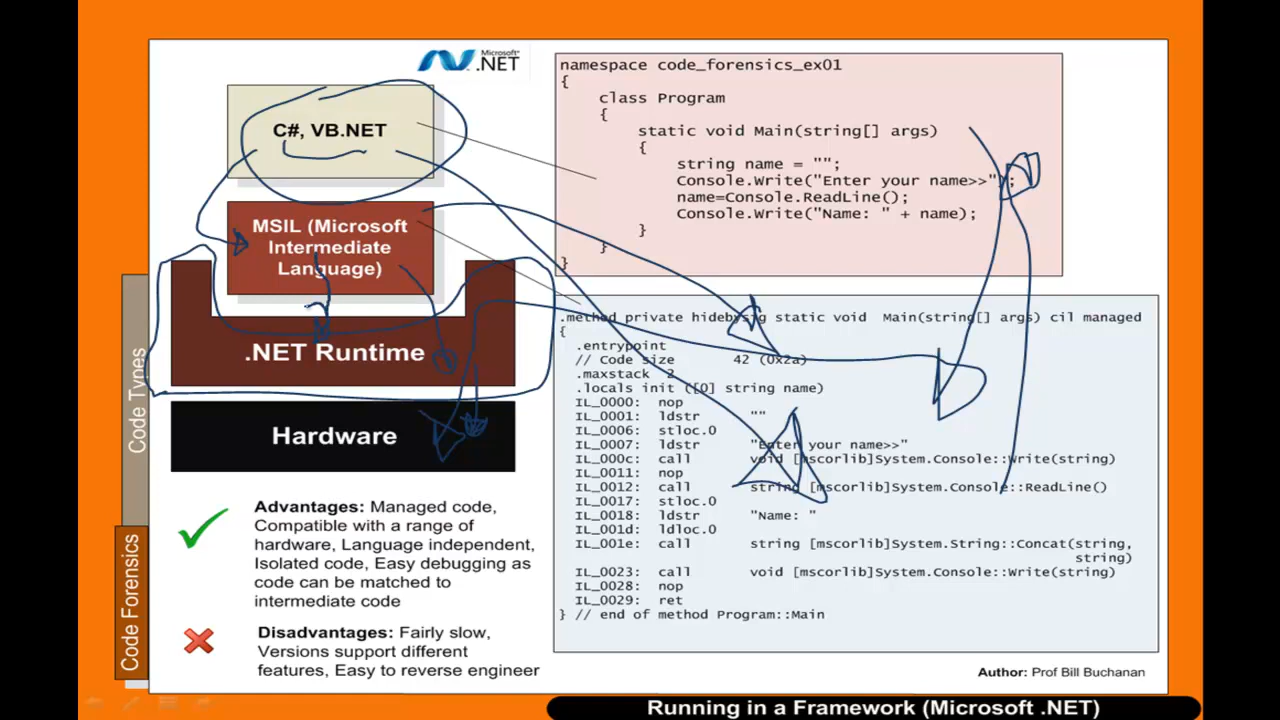 Microsoft®
.NET
C#, VB.NET
MSIL (Microsoft
Intermediate
Language)
.NET Runtime
Hardware
Code Types
Code Forensics
Advantages: Managed code,
Compatible with a range of
hardware, Language independent,
Isolated code, Easy debugging as
code can be matched to
intermediate code
Disadvantages: Fairly slow,
Versions support different
features, Easy to reverse engineer
namespace code_forensics_ex01
{
class Program
{
static void Main(string[] args)
{
string name = "";
Console.Write("Enter your name>>");
name=Console.ReadLine();
Console.Write("Name: " + name);
}
}
}
.method private hidebysig static void Main(string[] args) cil managed
{
.entrypoint
// Code size 42 (0x2a)
.maxstack 2
.locals init ([0] string name)
IL_0000: nop
IL_0001: ldstr ""
IL_0006: stloc.0
IL_0007: ldstr "Enter your name>>"
IL_000c: call void [mscorlib]System.Console::Write(string)
IL_0011: nop
IL_0012: call string [mscorlib]System.Console::ReadLine()
IL_0017: stloc.0
IL_0018: ldstr "Name: "
IL_001d: ldloc.0
IL_001e: call string [mscorlib]System.String::Concat(string,
string)
IL_0023: call void [mscorlib]System.Console::Write(string)
IL_0028: nop
IL_0029: ret
} // end of method Program::Main
Author: Prof Bill Buchanan
Running in a Framework (Microsoft .NET)